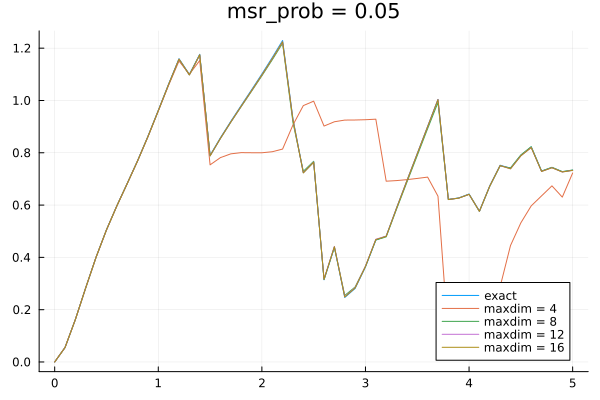 msr_prob = 0.05
1.2
1.0
0.8
0.6
0.4
0.2
0.0
exact
maxdim = 4
maxdim = 8
maxdim = 12
maxdim = 16
0 1 2 3 4 5